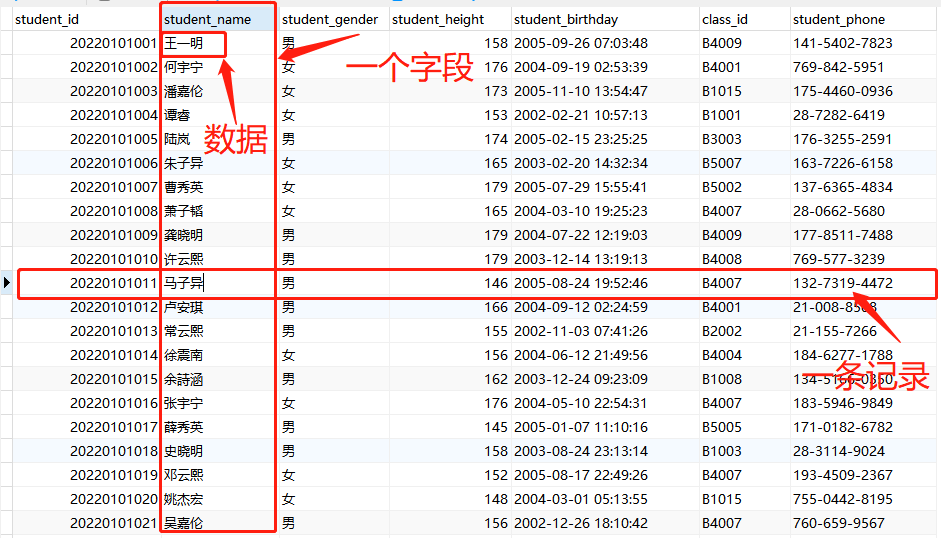 student_id student_name student_gender student_height student_birthday class_id student_phone
20220101001 王一明 男 158 2005-09-26 07:03:48 B4009 141-5402-7823
20220101002 何宇宁 女 176 2004-09-19 02:53:39 B4001 769-842-5951
一个字段
20220101003 潘嘉伦 女 173 2005-11-10 13:54:47 B1015 175-4460-0936
20220101004 谭睿 女 153 2002-02-21 10:57:13 B1001 28-7282-6419
20220101005 陆岚 男 174 2005-02-15 23:25:25 B3003 176-3255-2591
数据
20220101006 朱子异 女 165 2003-02-20 14:32:34 B5007 163-7226-6158
20220101007 曹秀英 女 179 2005-07-29 15:55:41 B5002 137-6365-4834
20220101008 萧子韬 女 165 2004-03-10 19:25:23 B4007 28-0662-5680
20220101009 龚晓明 男 179 2004-07-22 12:19:03 B4009 177-8511-7488
20220101010 许云熙 男 179 2003-12-14 13:19:13 B4008 769-577-3239
20220101011 马子异 男 146 2005-08-24 19:52:46 B4007 132-7319-4472
20220101012 卢安琪 男 166 2004-09-12 02:24:59 B4001 21-008-8508
20220101013 常云熙 男 155 2002-11-03 07:41:26 B2002 21-155-7266
20220101014 徐震南 女 156 2004-06-12 21:49:56 B4004 184-6277-1788
一条记录
20220101015 余詩涵 男 162 2003-12-24 09:23:09 B1008 134-5166-0350
20220101016 张宇宁 女 176 2004-05-10 22:54:31 B4007 183-5946-9849
20220101017 薛秀英 男 145 2005-01-07 11:10:16 B5005 171-0182-6782
20220101018 史晓明 男 158 2003-08-24 23:13:14 B1003 28-3114-9024
20220101019 邓云熙 女 152 2005-08-17 22:49:26 B4007 193-4509-2367
20220101020 姚杰宏 女 148 2004-03-01 05:13:55 B1015 755-0442-8195
20220101021 吴嘉伦 男 156 2002-12-26 18:10:42 B4007 760-659-9567